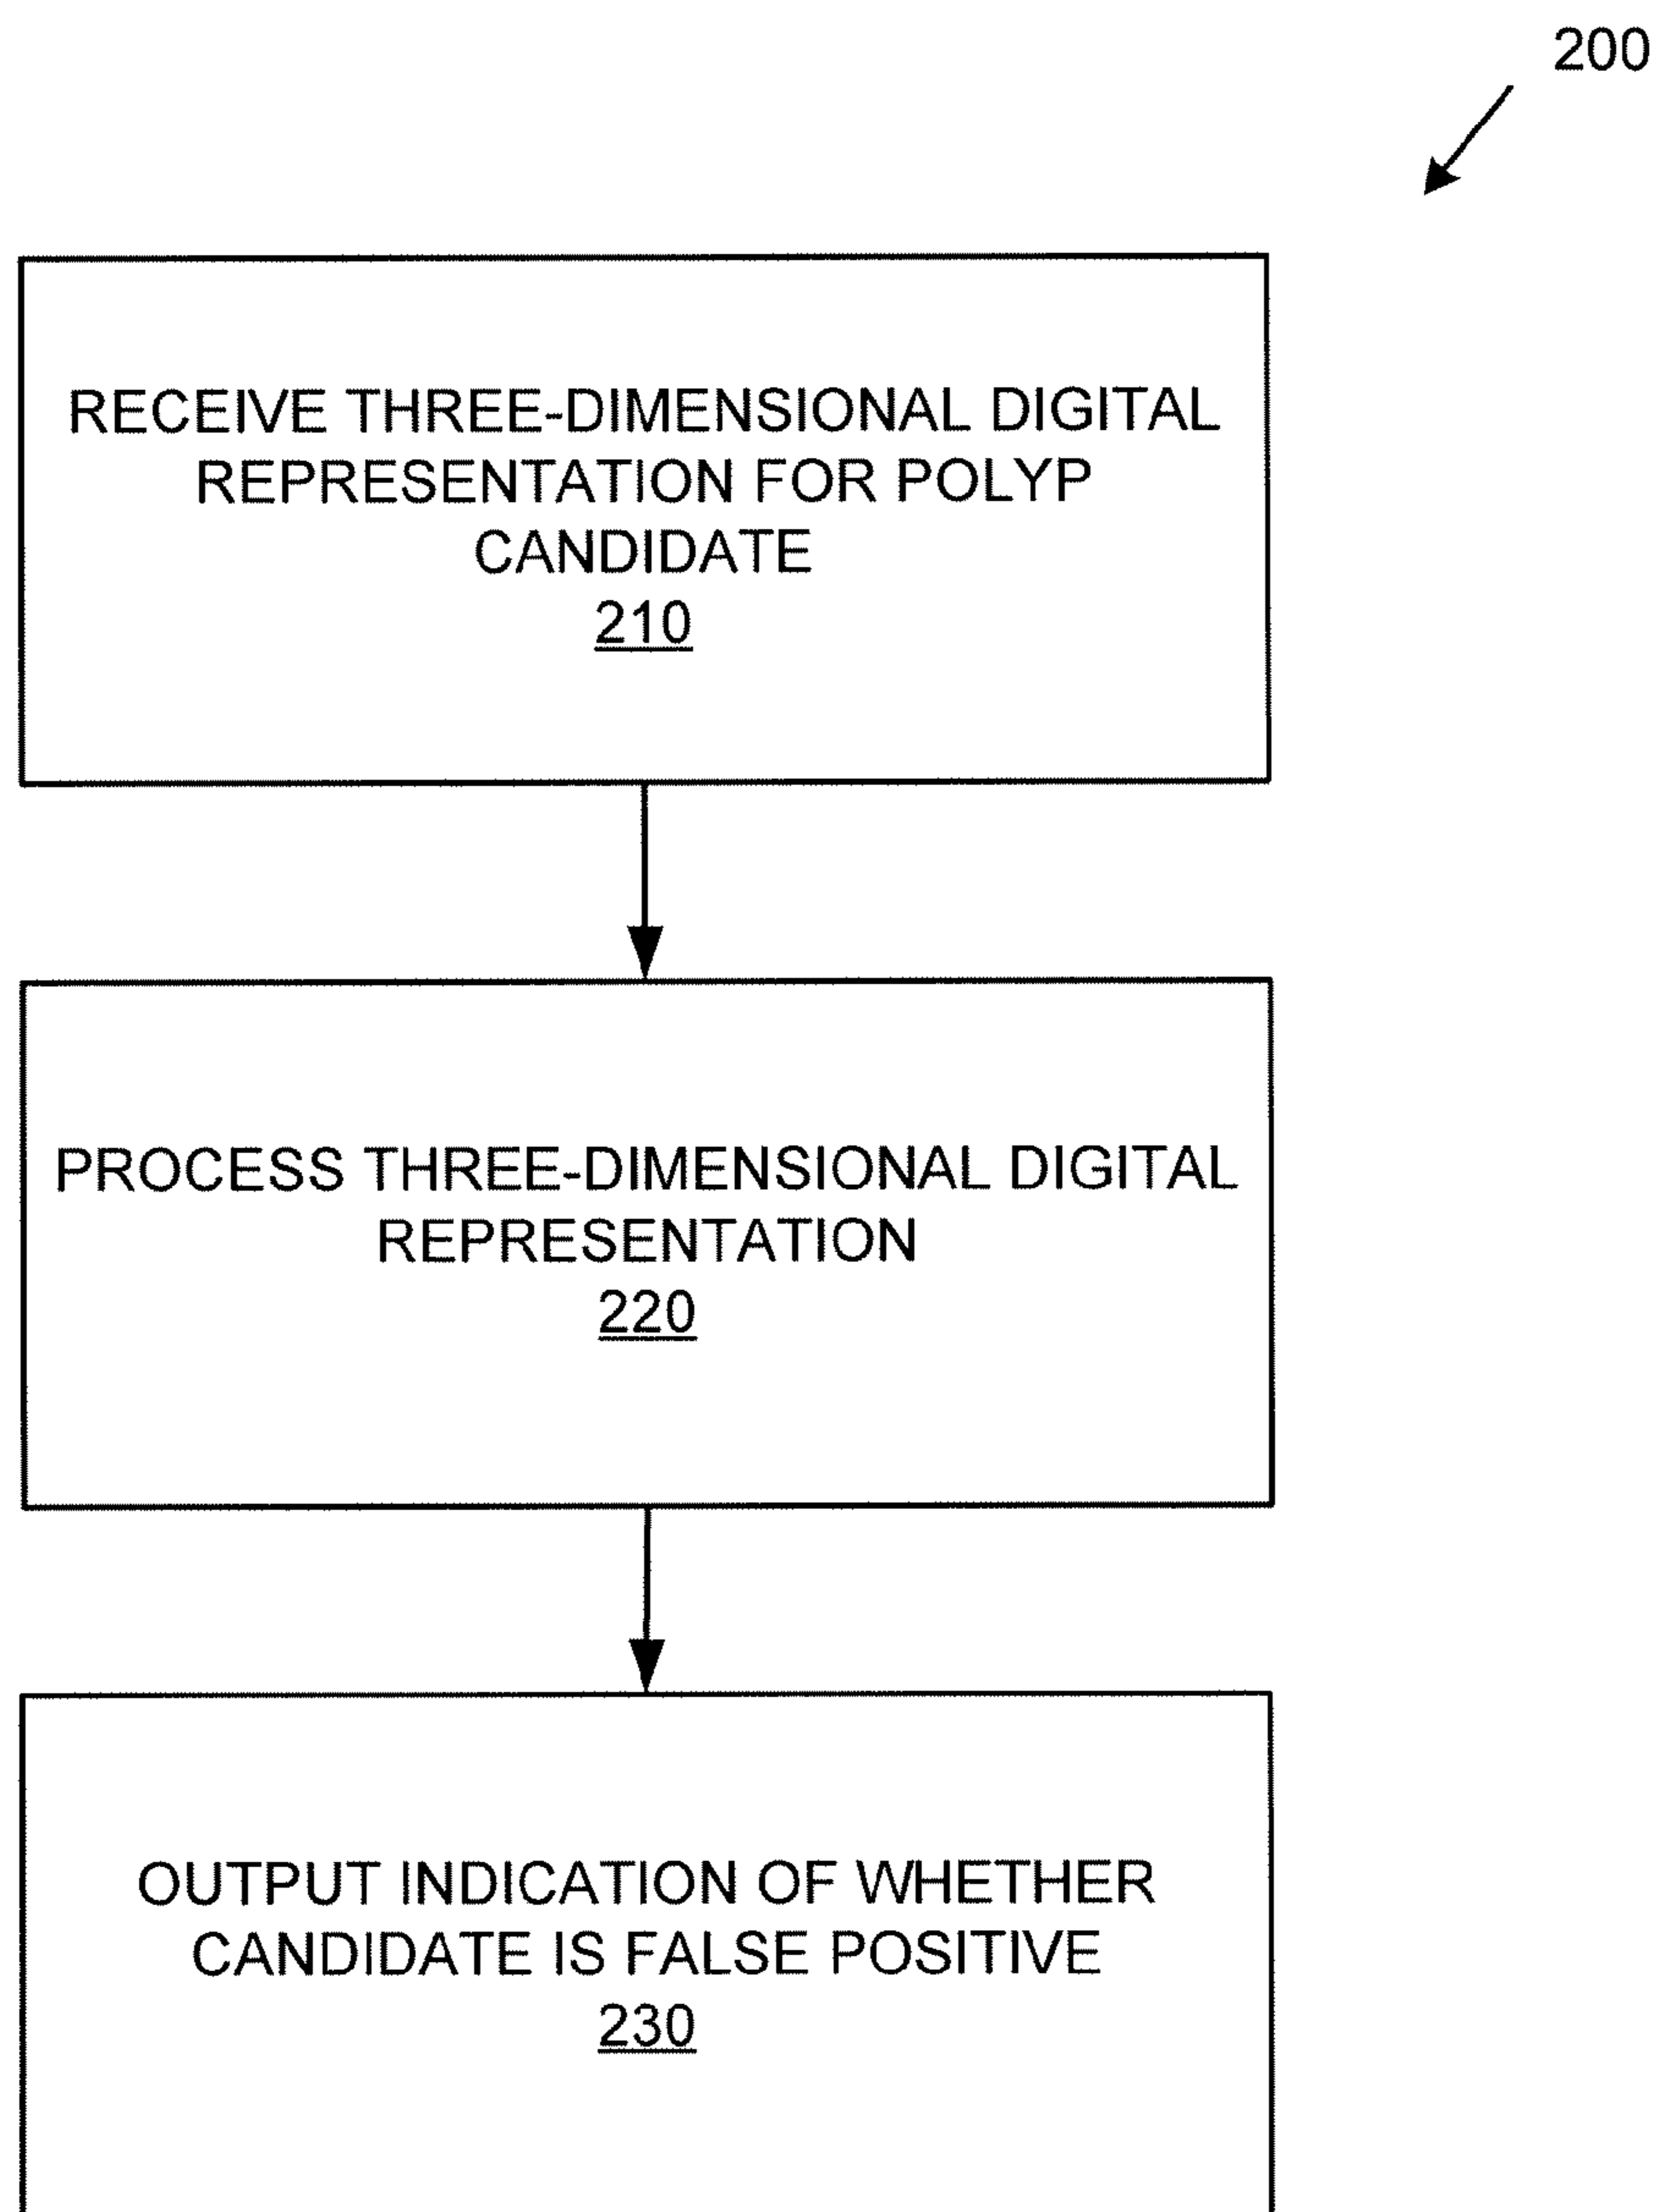 200
RECEIVE THREE-DIMENSIONAL DIGITAL
REPRESENTATION FOR POLYP
CANDIDATE
210
PROCESS THREE-DIMENSIONAL DIGITAL
REPRESENTATION
220
OUTPUT INDICATION OF WHETHER
CANDIDATE IS FALSE POSITIVE
230